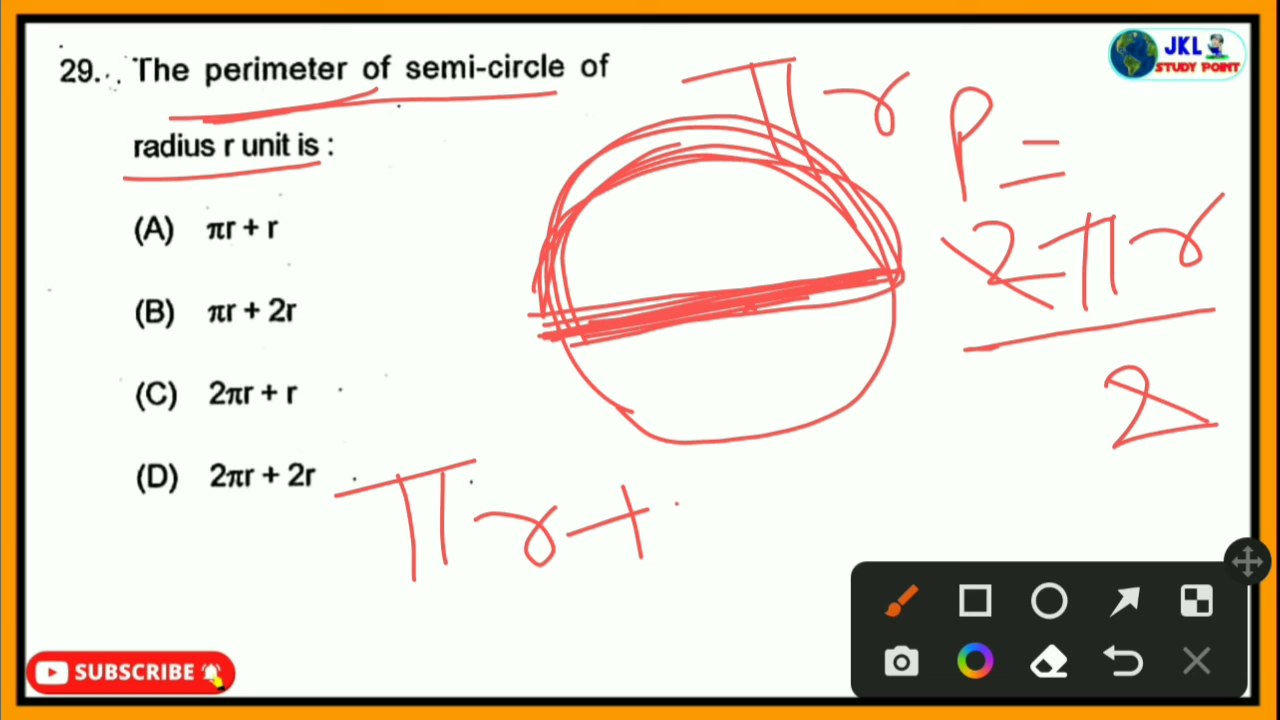 29. The perimeter of semi-circle of
radius r unit is :
(A) πr + r
(B) πr + 2r
(C) 2πr + r
(D) 2πr + 2r
πr
P =
2πr
2
πr +
JKL
STUDY POINT
SUBSCRIBE